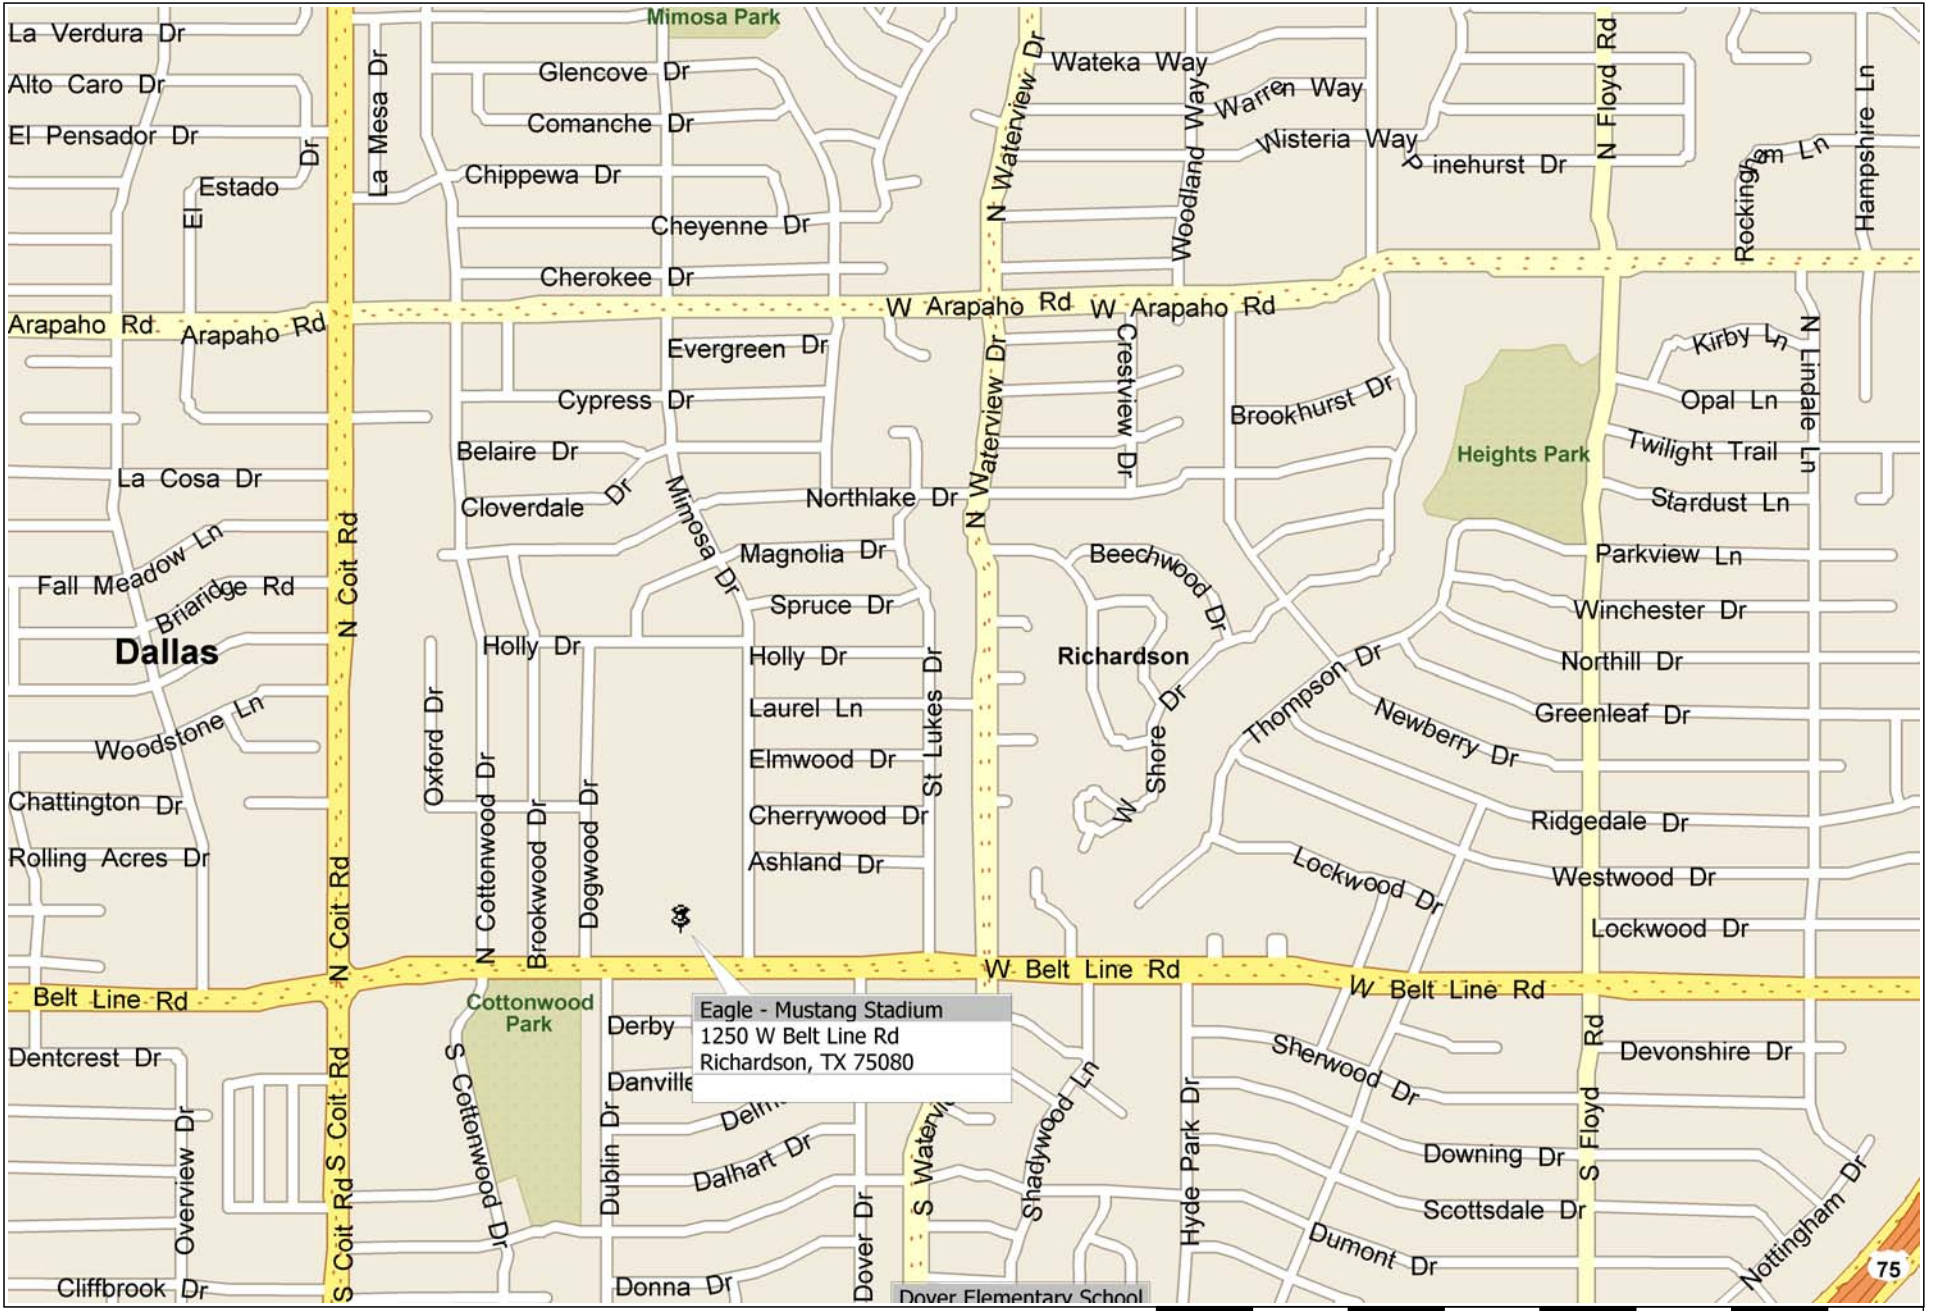 Mimosa Park
La Verdura Dr
La Mesa Dr
Glencove Dr
N Waterview Dr
Wateka Way
N Floyd Rd
Alto Caro Dr
Warren Way
Woodland Way
Hampshire Ln
El Pensador Dr
Comanche Dr
Wisteria Way
Pinehurst Dr
Rockingham Ln
El Estado Dr
Chippewa Dr
Cheyenne Dr
Cherokee Dr
Arapaho Rd
Arapaho Rd
W Arapaho Rd
W Arapaho Rd
Evergreen Dr
N Waterview Dr
Crestview Dr
Kirby Ln
N Lindale Ln
Cypress Dr
Brookhurst Dr
Opal Ln
Belaire Dr
Heights Park
Twilight Trail
La Cosa Dr
Cloverdale Dr
Mimosa Dr
Northlake Dr
Stardust Ln
N Coit Rd
Fall Meadow Ln
Magnolia Dr
Beechwood Dr
Parkview Ln
Briaridge Rd
Spruce Dr
Winchester Dr
Dallas
Holly Dr
Holly Dr
Richardson
Thompson Dr
Northill Dr
Woodstone Ln
Oxford Dr
Laurel Ln
St Lukes Dr
W Shore Dr
Newberry Dr
Greenleaf Dr
Elmwood Dr
Chattington Dr
N Cottonwood Dr
Brookwood Dr
Dogwood Dr
Cherrywood Dr
Ridgedale Dr
Rolling Acres Dr
N Coit Rd
Ashland Dr
Lockwood Dr
Westwood Dr
Lockwood Dr
Belt Line Rd
W Belt Line Rd
W Belt Line Rd
Cottonwood
Park
Eagle - Mustang Stadium
1250 W Belt Line Rd
Richardson, TX 75080
Derby
Dentcrest Dr
S Coit Rd
S Cottonwood Dr
Danville
Sherwood Dr
S Floyd Rd
Devonshire Dr
Overview Dr
Dublin Dr
Dalhart Dr
Shadywood Ln
Hyde Park Dr
Downing Dr
S Coit Rd
Dover Dr
Scottsdale Dr
Dumont Dr
Nottingham Dr
Cliffbrook Dr
Donna Dr
Dover Elementary School
75